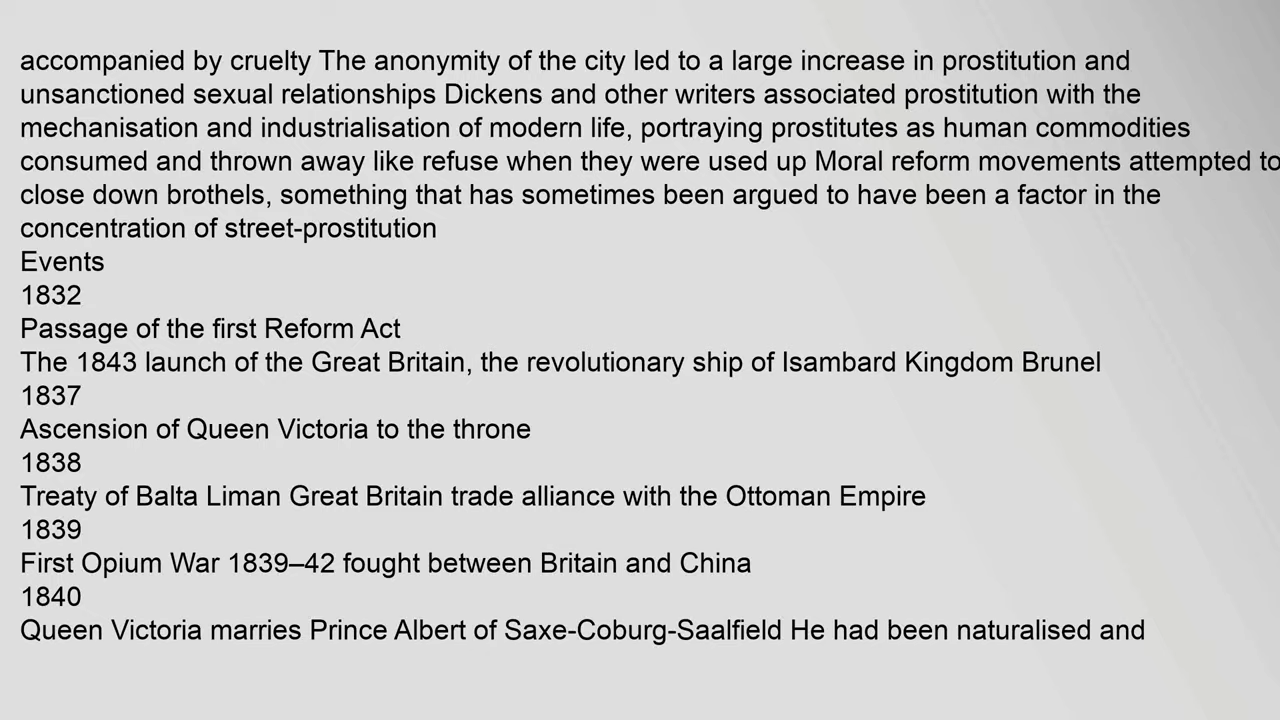 accompanied by cruelty The anonymity of the city led to a large increase in prostitution and
unsanctioned sexual relationships Dickens and other writers associated prostitution with the
mechanisation and industrialisation of modern life, portraying prostitutes as human commodities
consumed and thrown away like refuse when they were used up Moral reform movements attempted to
close down brothels, something that has sometimes been argued to have been a factor in the
concentration of street-prostitution
Events
1832
Passage of the first Reform Act
The 1843 launch of the Great Britain, the revolutionary ship of Isambard Kingdom Brunel
1837
Ascension of Queen Victoria to the throne
1838
Treaty of Balta Liman Great Britain trade alliance with the Ottoman Empire
1839
First Opium War 1839–42 fought between Britain and China
1840
Queen Victoria marries Prince Albert of Saxe-Coburg-Saalfield He had been naturalised and